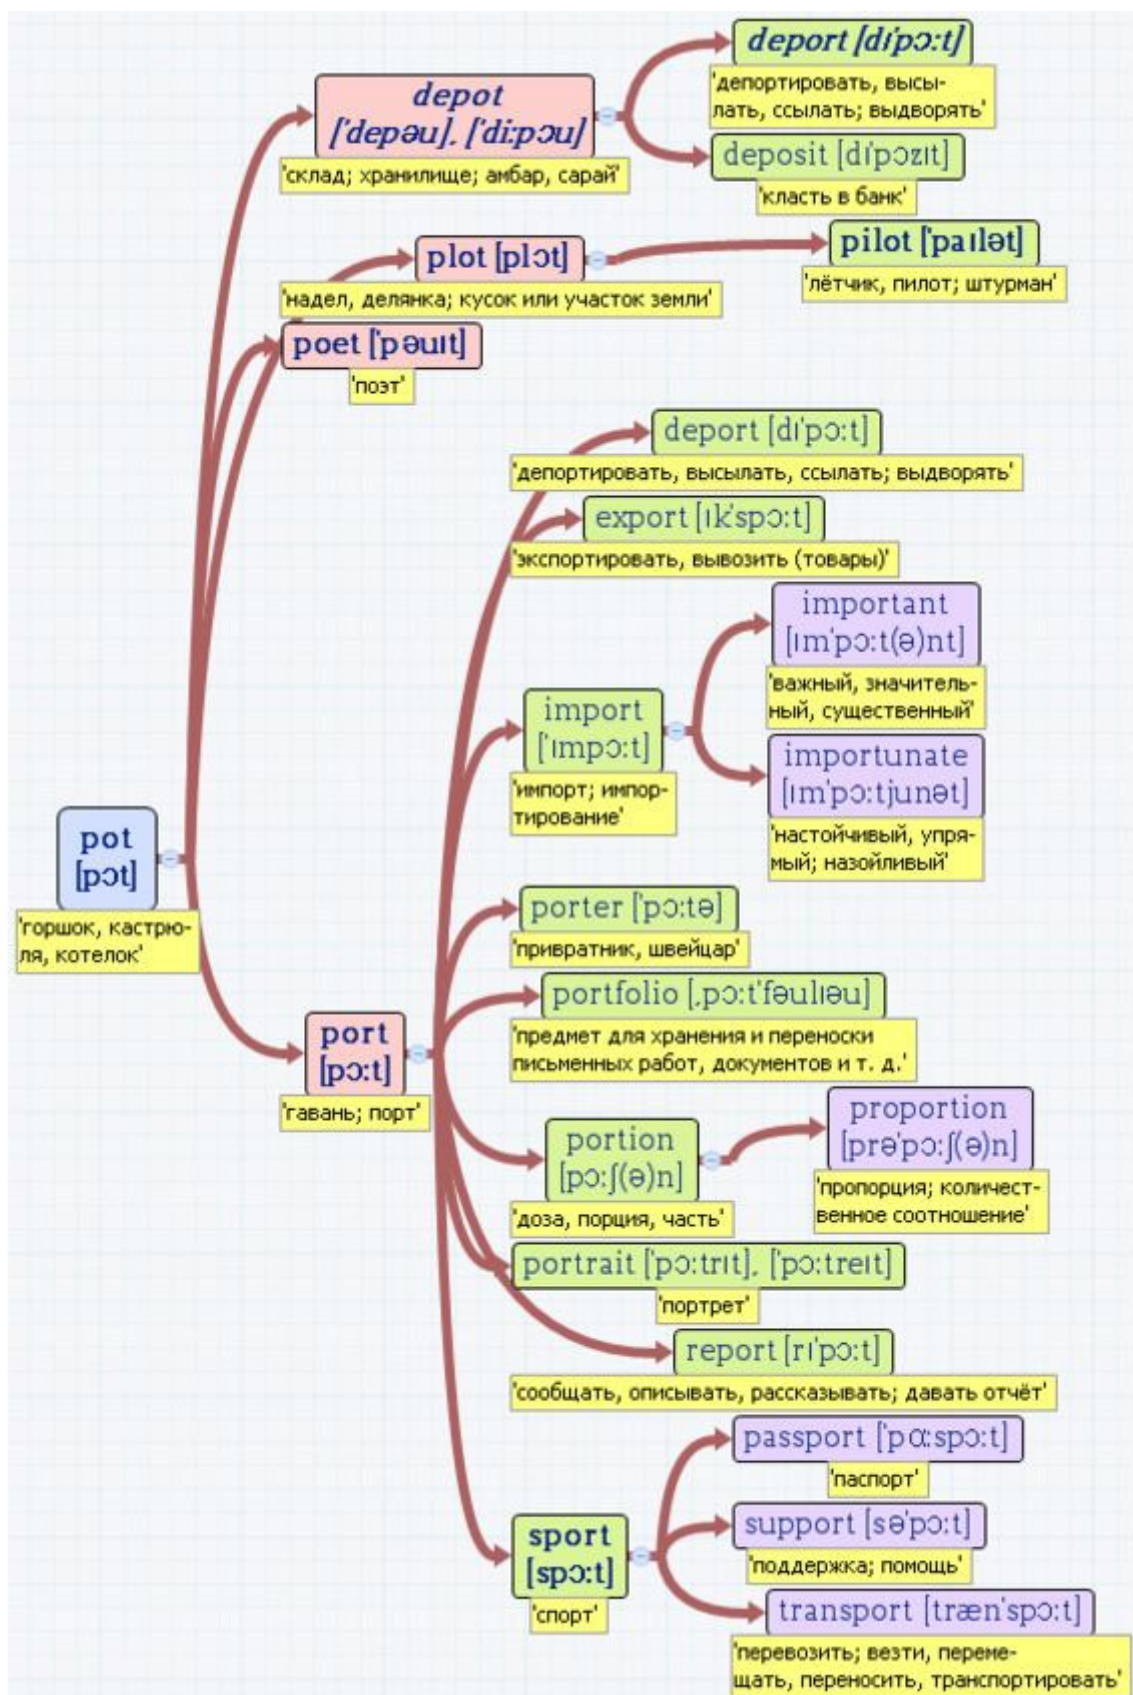 deport [dɪ'pɔ:t]
'депортировать, высы-
лать, ссылать; выдворять'
depot
['depəu], ['di:pɔu]
'склад; хранилище; амбар, сарай'
deposit [dɪ'pɔzɪt]
'класть в банк'
plot [plɔt]
'надел, делянка; кусок или участок земли'
pilot ['paɪlət]
'лётчик, пилот; штурман'
poet ['pəuɪt]
'поэт'
deport [dɪ'pɔ:t]
'депортировать, высылать, ссылать; выдворять'
export [ɪk'spɔ:t]
'экспортировать, вывозить (товары)'
important
[ɪm'pɔ:t(ə)nt]
'важный, значитель-
ный, существенный'
import
['ɪmpɔ:t]
'импорт; импор-
тирование'
importunate
[ɪm'pɔ:tjunət]
'настойчивый, упря-
мый; назойливый'
pot
[pɔt]
'горшок, кастрю-
ля, котелок'
porter ['pɔ:tə]
'привратник, швейцар'
portfolio [ˌpɔ:t'fəulɪəu]
'предмет для хранения и переноски
письменных работ, документов и т. д.'
port
[pɔ:t]
'гавань; порт'
portion
[pɔ:ʃ(ə)n]
'доза, порция, часть'
proportion
[prə'pɔ:ʃ(ə)n]
'пропорция; количест-
венное соотношение'
portrait ['pɔ:trɪt], ['pɔ:treɪt]
'портрет'
report [rɪ'pɔ:t]
'сообщать, описывать, рассказывать; давать отчёт'
passport ['pɑ:spɔ:t]
'паспорт'
sport
[spɔ:t]
'спорт'
support [sə'pɔ:t]
'поддержка; помощь'
transport [træn'spɔ:t]
'перевозить; везти, переме-
щать, переносить, транспортировать'